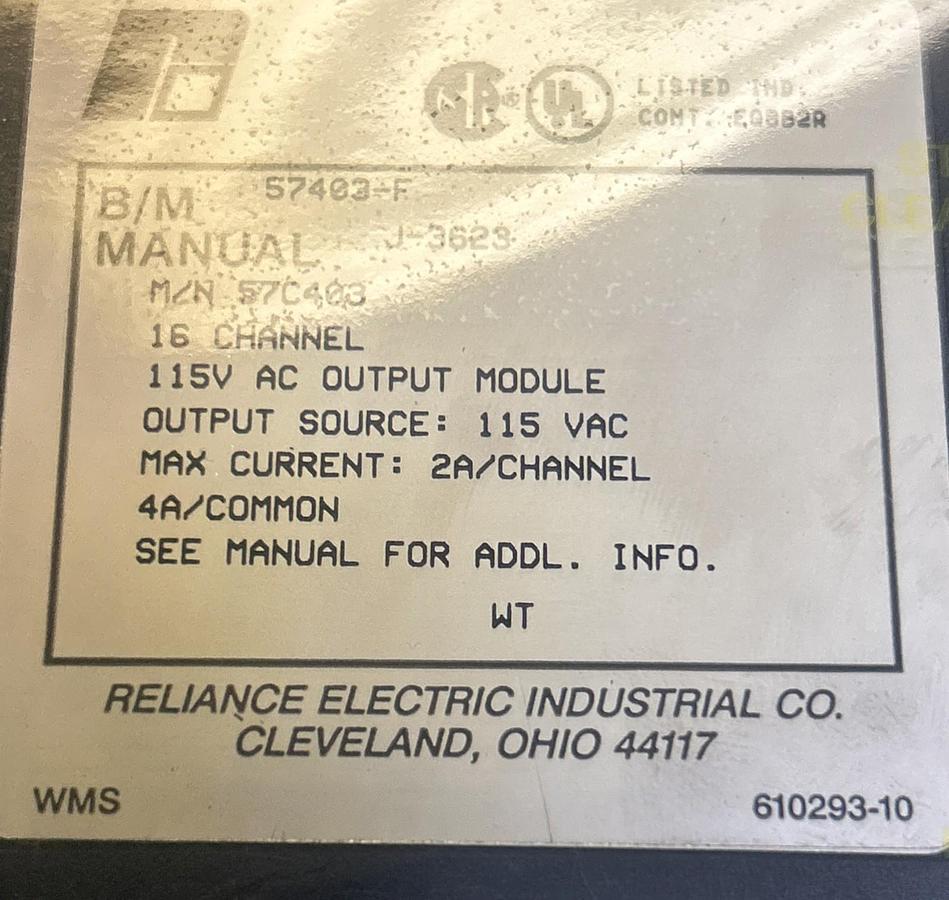 LISTED IND.
CONT.
B/M 57403-F
MANUAL J-3623
M/N 57C403
16 CHANNEL
115V AC OUTPUT MODULE
OUTPUT SOURCE: 115 VAC
MAX CURRENT: 2A/CHANNEL
4A/COMMON
SEE MANUAL FOR ADDL. INFO.
WT
RELIANCE ELECTRIC INDUSTRIAL CO.
CLEVELAND, OHIO 44117
WMS 610293-10